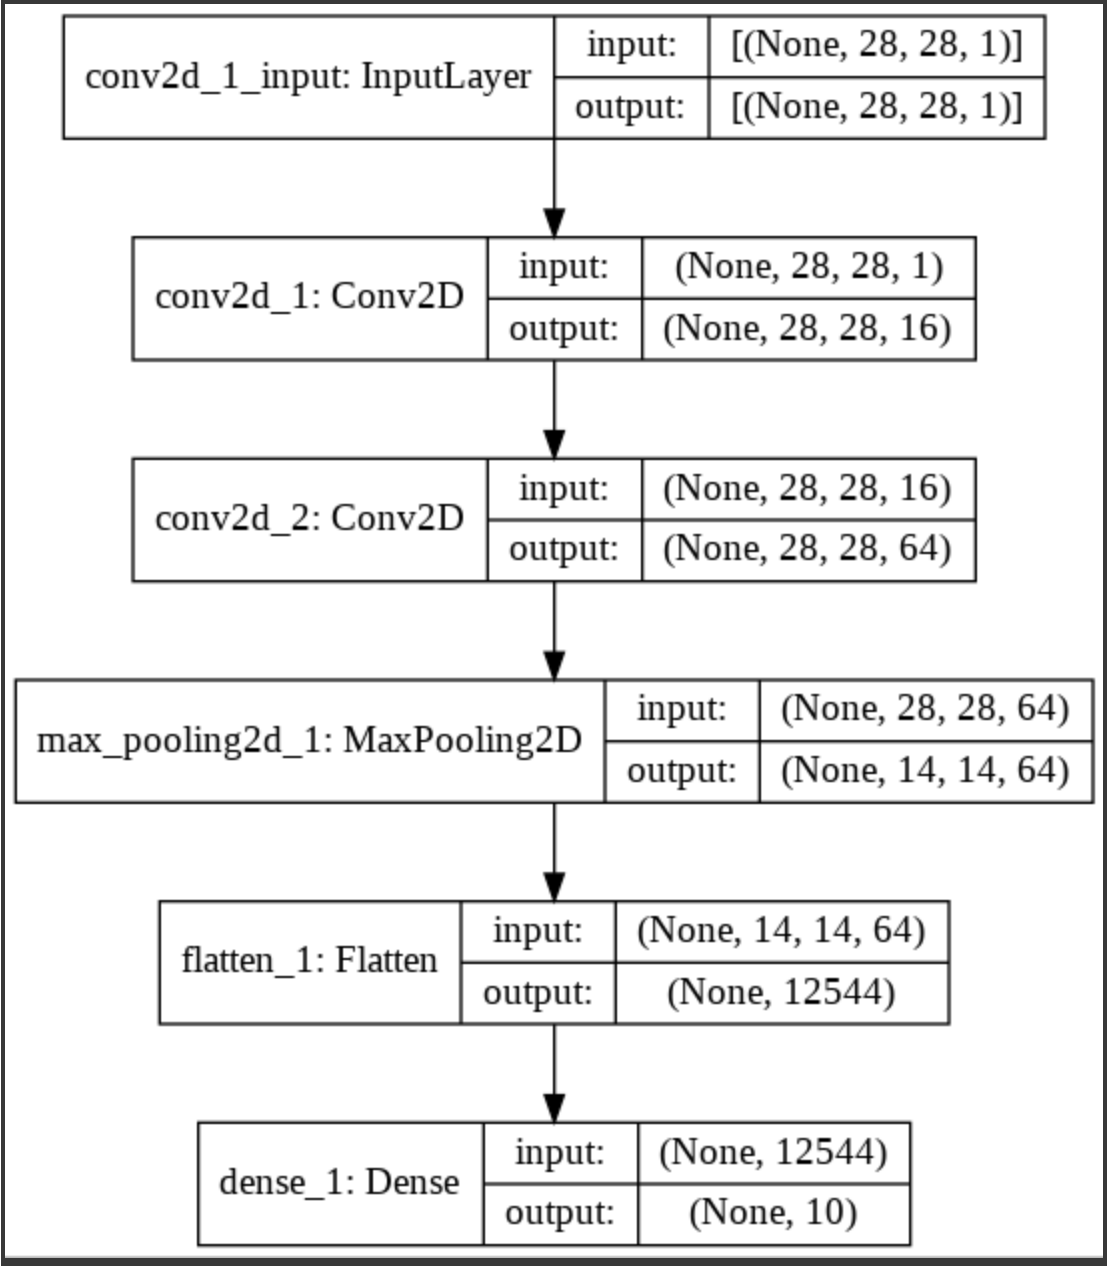 conv2d_1_input: InputLayer
input:
[(None, 28, 28, 1)]
output:
[(None, 28, 28, 1)]
conv2d_1: Conv2D
input:
(None, 28, 28, 1)
output:
(None, 28, 28, 16)
conv2d_2: Conv2D
input:
(None, 28, 28, 16)
output:
(None, 28, 28, 64)
max_pooling2d_1: MaxPooling2D
input:
(None, 28, 28, 64)
output:
(None, 14, 14, 64)
flatten_1: Flatten
input:
(None, 14, 14, 64)
output:
(None, 12544)
dense_1: Dense
input:
(None, 12544)
output:
(None, 10)